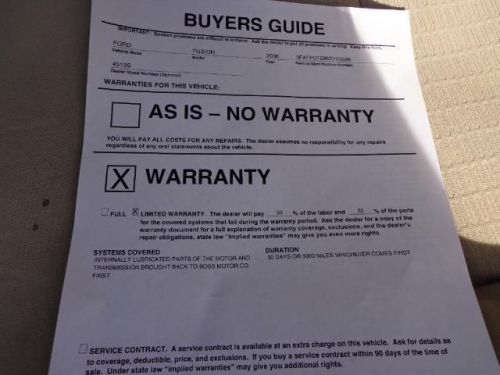 BUYERS GUIDE
IMPORTANT: Spoken promises are difficult to enforce. Ask the dealer to put all promises in writing. Keep this form.
FORD FUSION 2006
Vehicle Make Model Year Vehicle Identification Number
4513S
Dealer Stock Number (Optional)
WARRANTIES FOR THIS VEHICLE:
AS IS – NO WARRANTY
YOU WILL PAY ALL COSTS FOR ANY REPAIRS. The dealer assumes no responsibility for any repairs
regardless of any oral statements about the vehicle.
X WARRANTY
FULL X LIMITED WARRANTY. The dealer will pay 50 % of the labor and 50 % of the parts
for the covered systems that fail during the warranty period. Ask the dealer for a copy of the
warranty document for a full explanation of warranty coverage, exclusions, and the dealer's
repair obligations, state law "implied warranties" may give you even more rights.
SYSTEMS COVERED DURATION
INTERNALLY LUBRICATED PARTS OF THE MOTOR AND 30 DAYS OR MILES WHICHEVER COMES FIRST
TRANSMISSION BROUGHT BACK TO BOSS MOTOR CO
FIRST
SERVICE CONTRACT. A service contract is available at an extra charge on this vehicle. Ask for details as
to coverage, deductible, price, and exclusions. If you buy a service contract within 90 days of the time of
sale. Under state law "implied warranties" may give you additional rights.